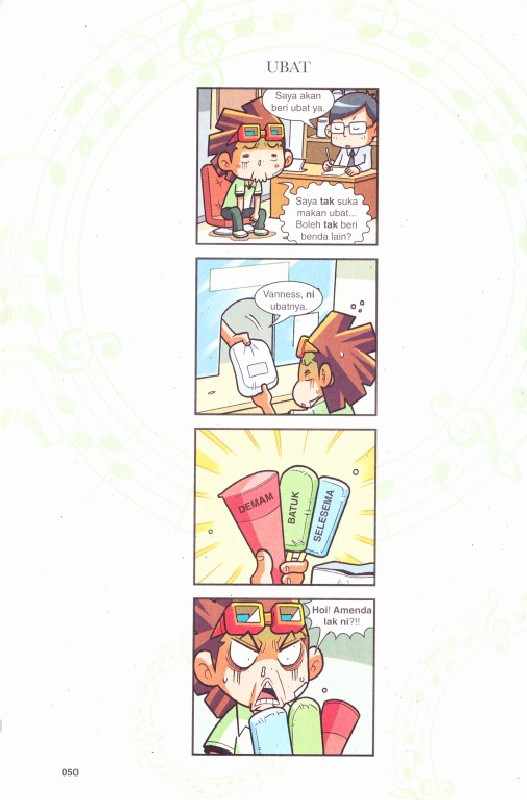 UBAT
Saya akan
beri ubat ya.
Saya tak suka
makan ubat...
Boleh tak beri
benda lain?
Vanness, ni
ubatnya.
DEMAM
BATUK
SELESEMA
Hoi! Amenda
lak ni?!!
050